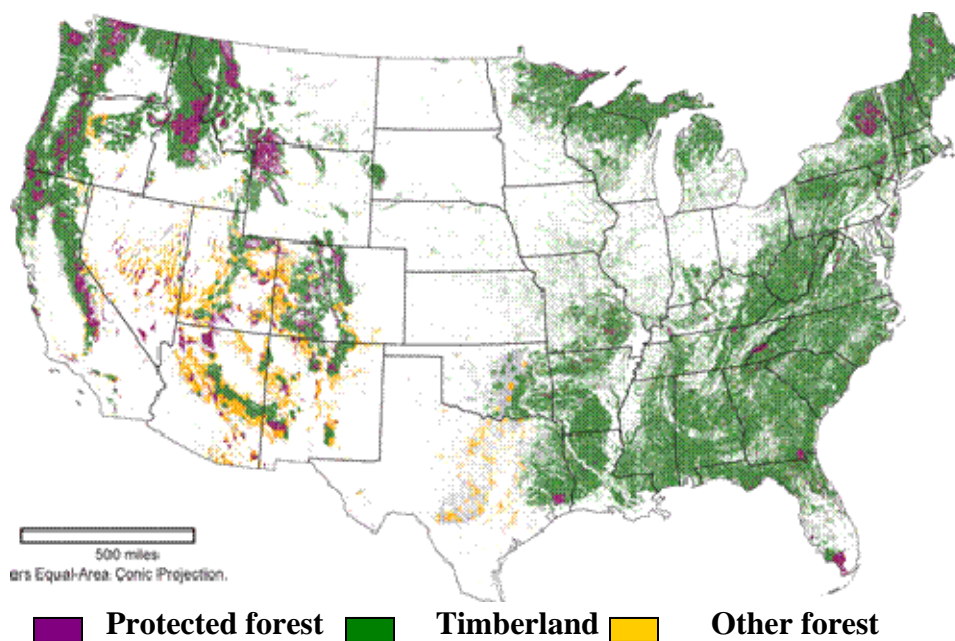 500 miles
ers Equal-Area Conic Projection.
Protected forest Timberland Other forest